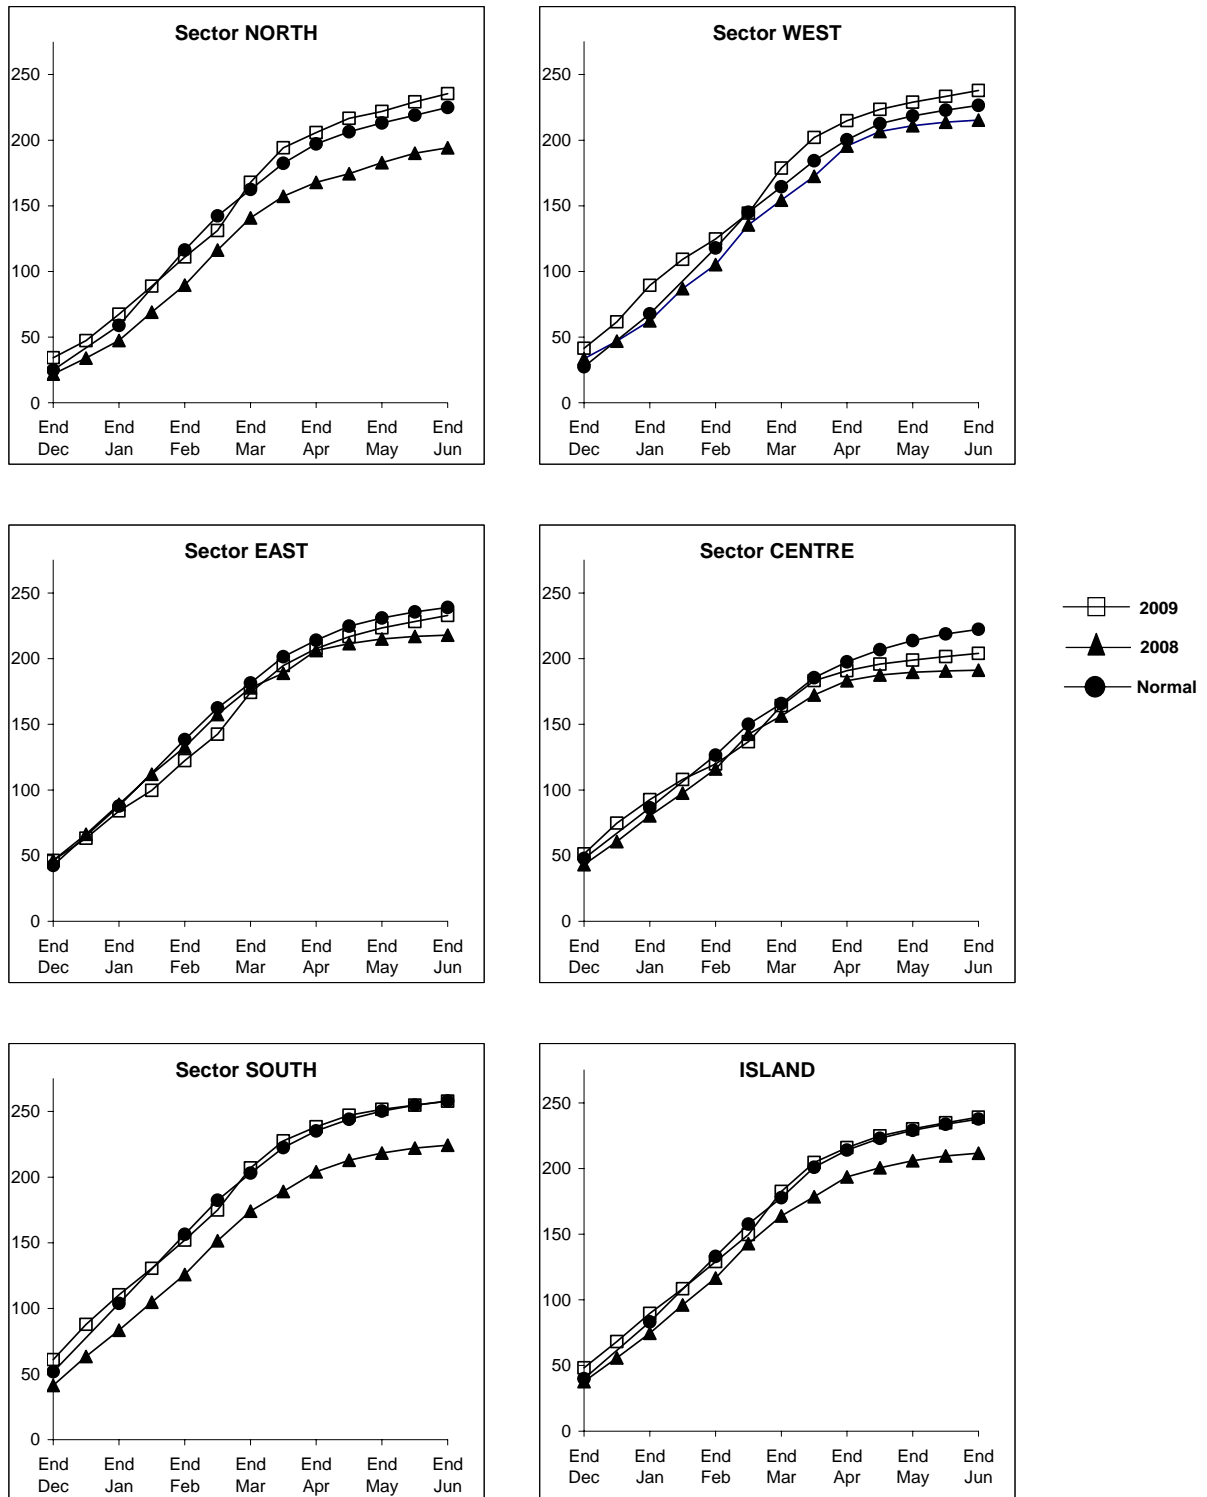 Sector NORTH
250
200
150
100
50
0
End End End End End End End
Dec Jan Feb Mar Apr May Jun
Sector WEST
250
200
150
100
50
0
End End End End End End End
Dec Jan Feb Mar Apr May Jun
Sector EAST
250
200
150
100
50
0
End End End End End End End
Dec Jan Feb Mar Apr May Jun
Sector CENTRE
250
200
150
100
50
0
End End End End End End End
Dec Jan Feb Mar Apr May Jun
2009
2008
Normal
Sector SOUTH
250
200
150
100
50
0
End End End End End End End
Dec Jan Feb Mar Apr May Jun
ISLAND
250
200
150
100
50
0
End End End End End End End
Dec Jan Feb Mar Apr May Jun